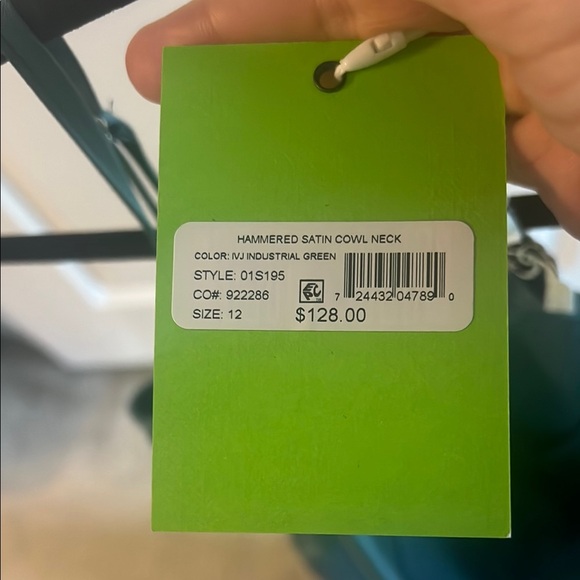 HAMMERED SATIN COWL NECK
COLOR: IVJ INDUSTRIAL GREEN
STYLE: 01S195
CO#: 922286
7 24432 04789 0
SIZE: 12
$128.00